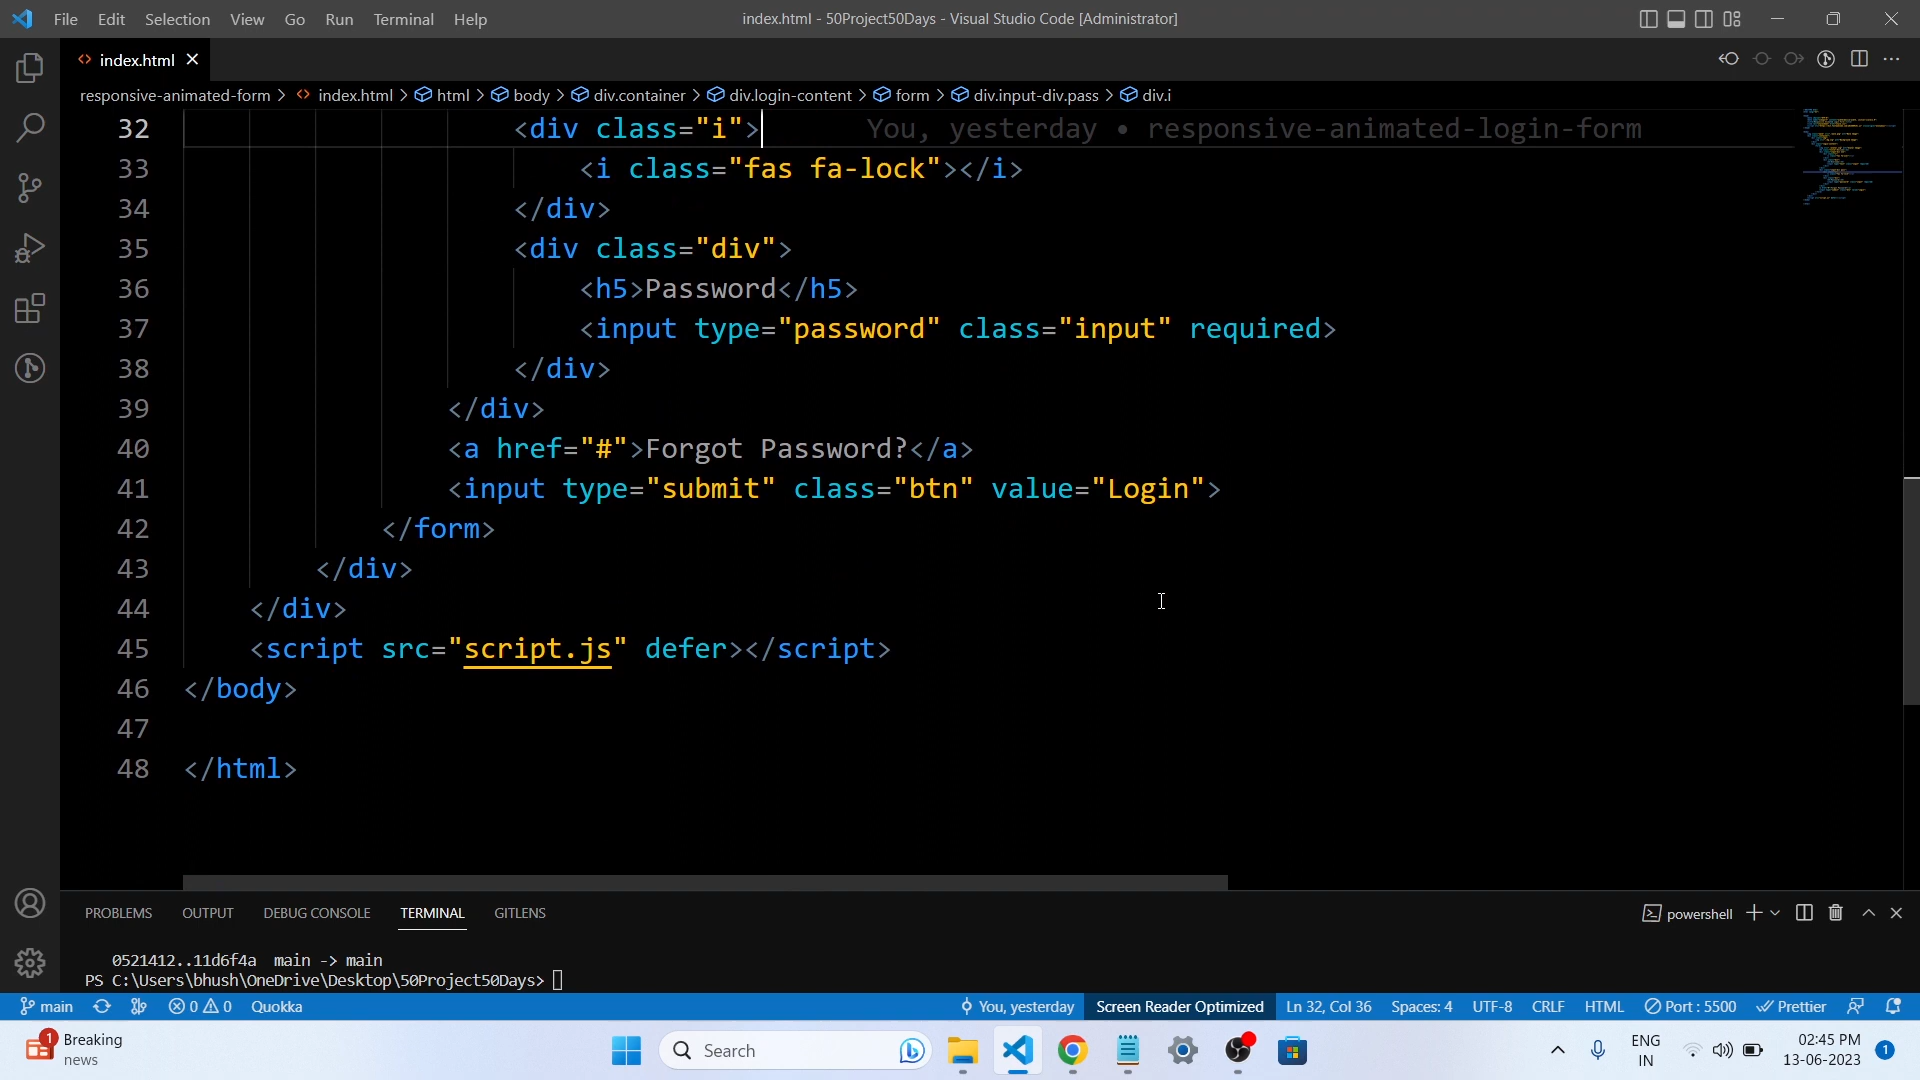 File Edit Selection View Go Run Terminal Help
index.html - 50Project50Days - Visual Studio Code [Administrator]
<> index.html ×
responsive-animated-form > <> index.html > html > body > div.container > div.login-content > form > div.input-div.pass > div.i
32 <div class="i"> You, yesterday • responsive-animated-login-form
33 <i class="fas fa-lock"></i>
34 </div>
35 <div class="div">
36 <h5>Password</h5>
37 <input type="password" class="input" required>
38 </div>
39 </div>
40 <a href="#">Forgot Password?</a>
41 <input type="submit" class="btn" value="Login">
42 </form>
43 </div>
44 </div>
45 <script src="script.js" defer></script>
46 </body>
47
48 </html>
PROBLEMS OUTPUT DEBUG CONSOLE TERMINAL GITLENS
powershell
0521412..11d6f4a main -> main
PS C:\Users\bhush\OneDrive\Desktop\50Project50Days>
main 0 0 Quokka You, yesterday Screen Reader Optimized Ln 32, Col 36 Spaces: 4 UTF-8 CRLF HTML Port : 5500 Prettier
1 Breaking
news
Search
ENG
IN
02:45 PM
13-06-2023
1